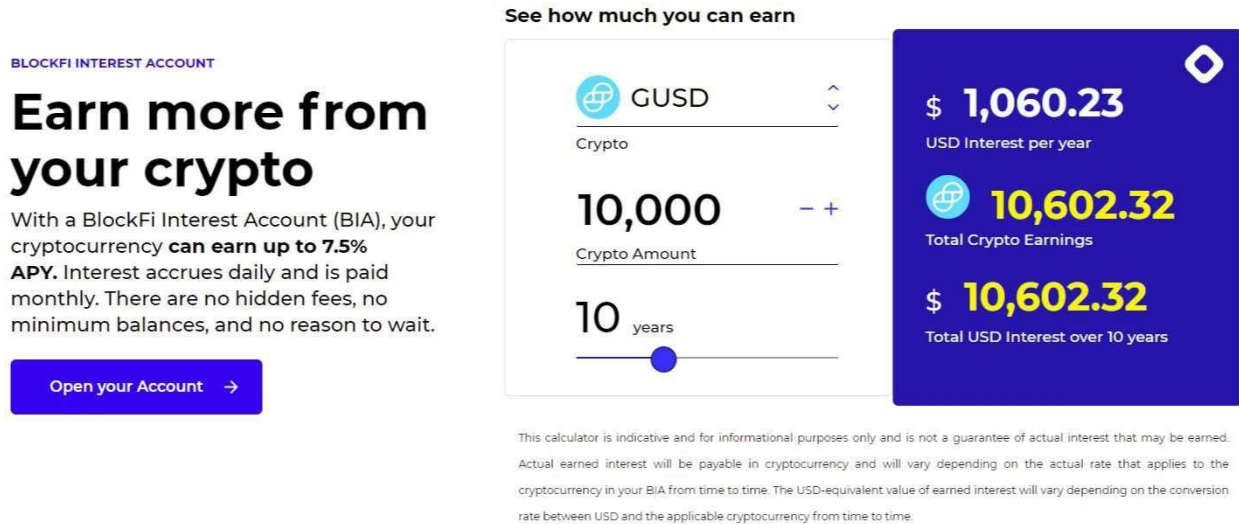 BLOCKFI INTEREST ACCOUNT
Earn more from
your crypto
With a BlockFi Interest Account (BIA), your
cryptocurrency can earn up to 7.5%
APY. Interest accrues daily and is paid
monthly. There are no hidden fees, no
minimum balances, and no reason to wait.
Open your Account →
See how much you can earn
GUSD
Crypto
10,000 − +
Crypto Amount
10 years
$ 1,060.23
USD Interest per year
10,602.32
Total Crypto Earnings
$ 10,602.32
Total USD Interest over 10 years
This calculator is indicative and for informational purposes only and is not a guarantee of actual interest that may be earned.
Actual earned interest will be payable in cryptocurrency and will vary depending on the actual rate that applies to the
cryptocurrency in your BIA from time to time. The USD-equivalent value of earned interest will vary depending on the conversion
rate between USD and the applicable cryptocurrency from time to time.